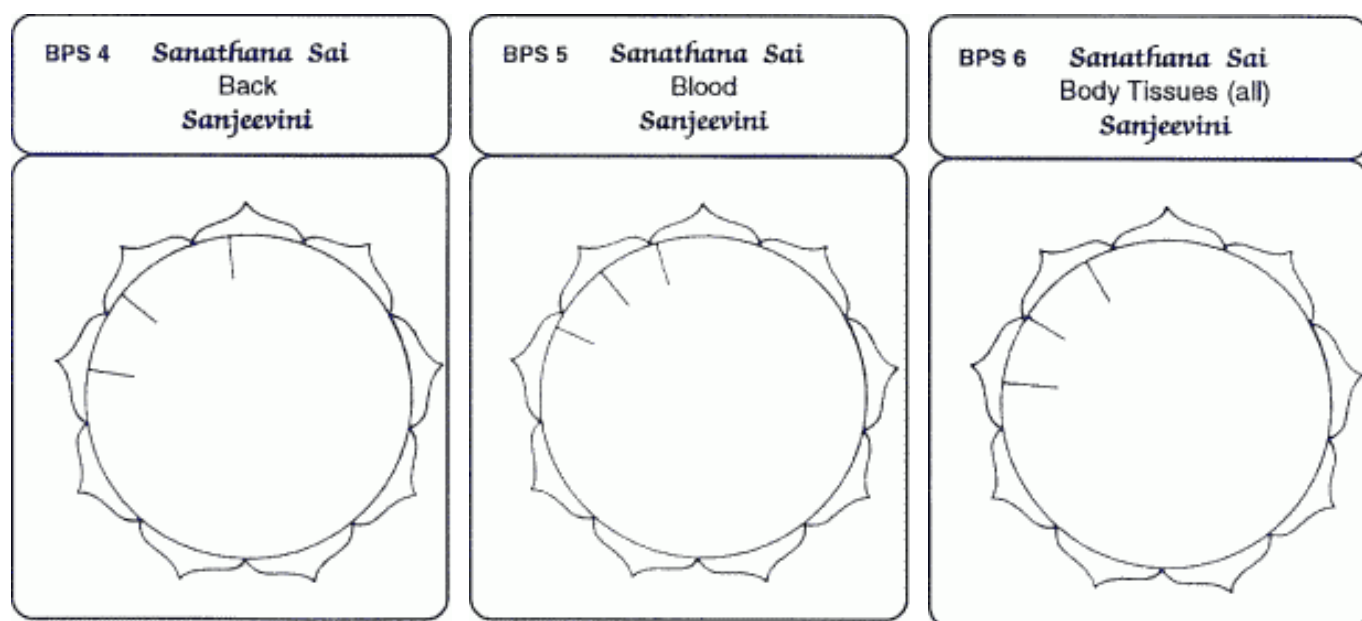 BPS 4 Sanathana Sai
Back
Sanjeevini
BPS 5 Sanathana Sai
Blood
Sanjeevini
BPS 6 Sanathana Sai
Body Tissues (all)
Sanjeevini